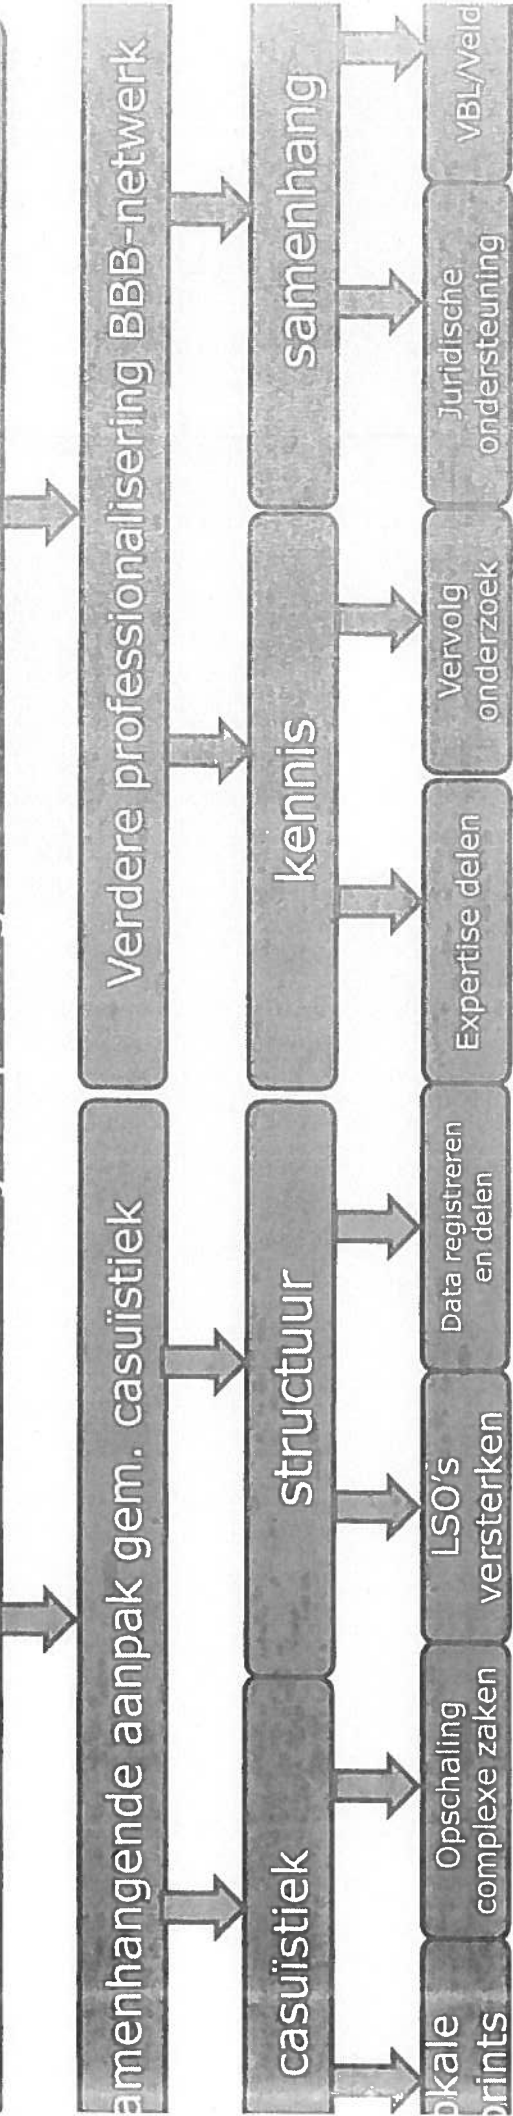 amenhangende aanpak gem. casuïstiek
Verdere professionalisering BBB-netwerk
casuïstiek
structuur
kennis
samenhang
okale
prints
Opschaling
complexe zaken
LSO's
versterken
Data registreren
en delen
Expertise delen
Vervolg
onderzoek
Juridische
ondersteuning
VBL/Veld